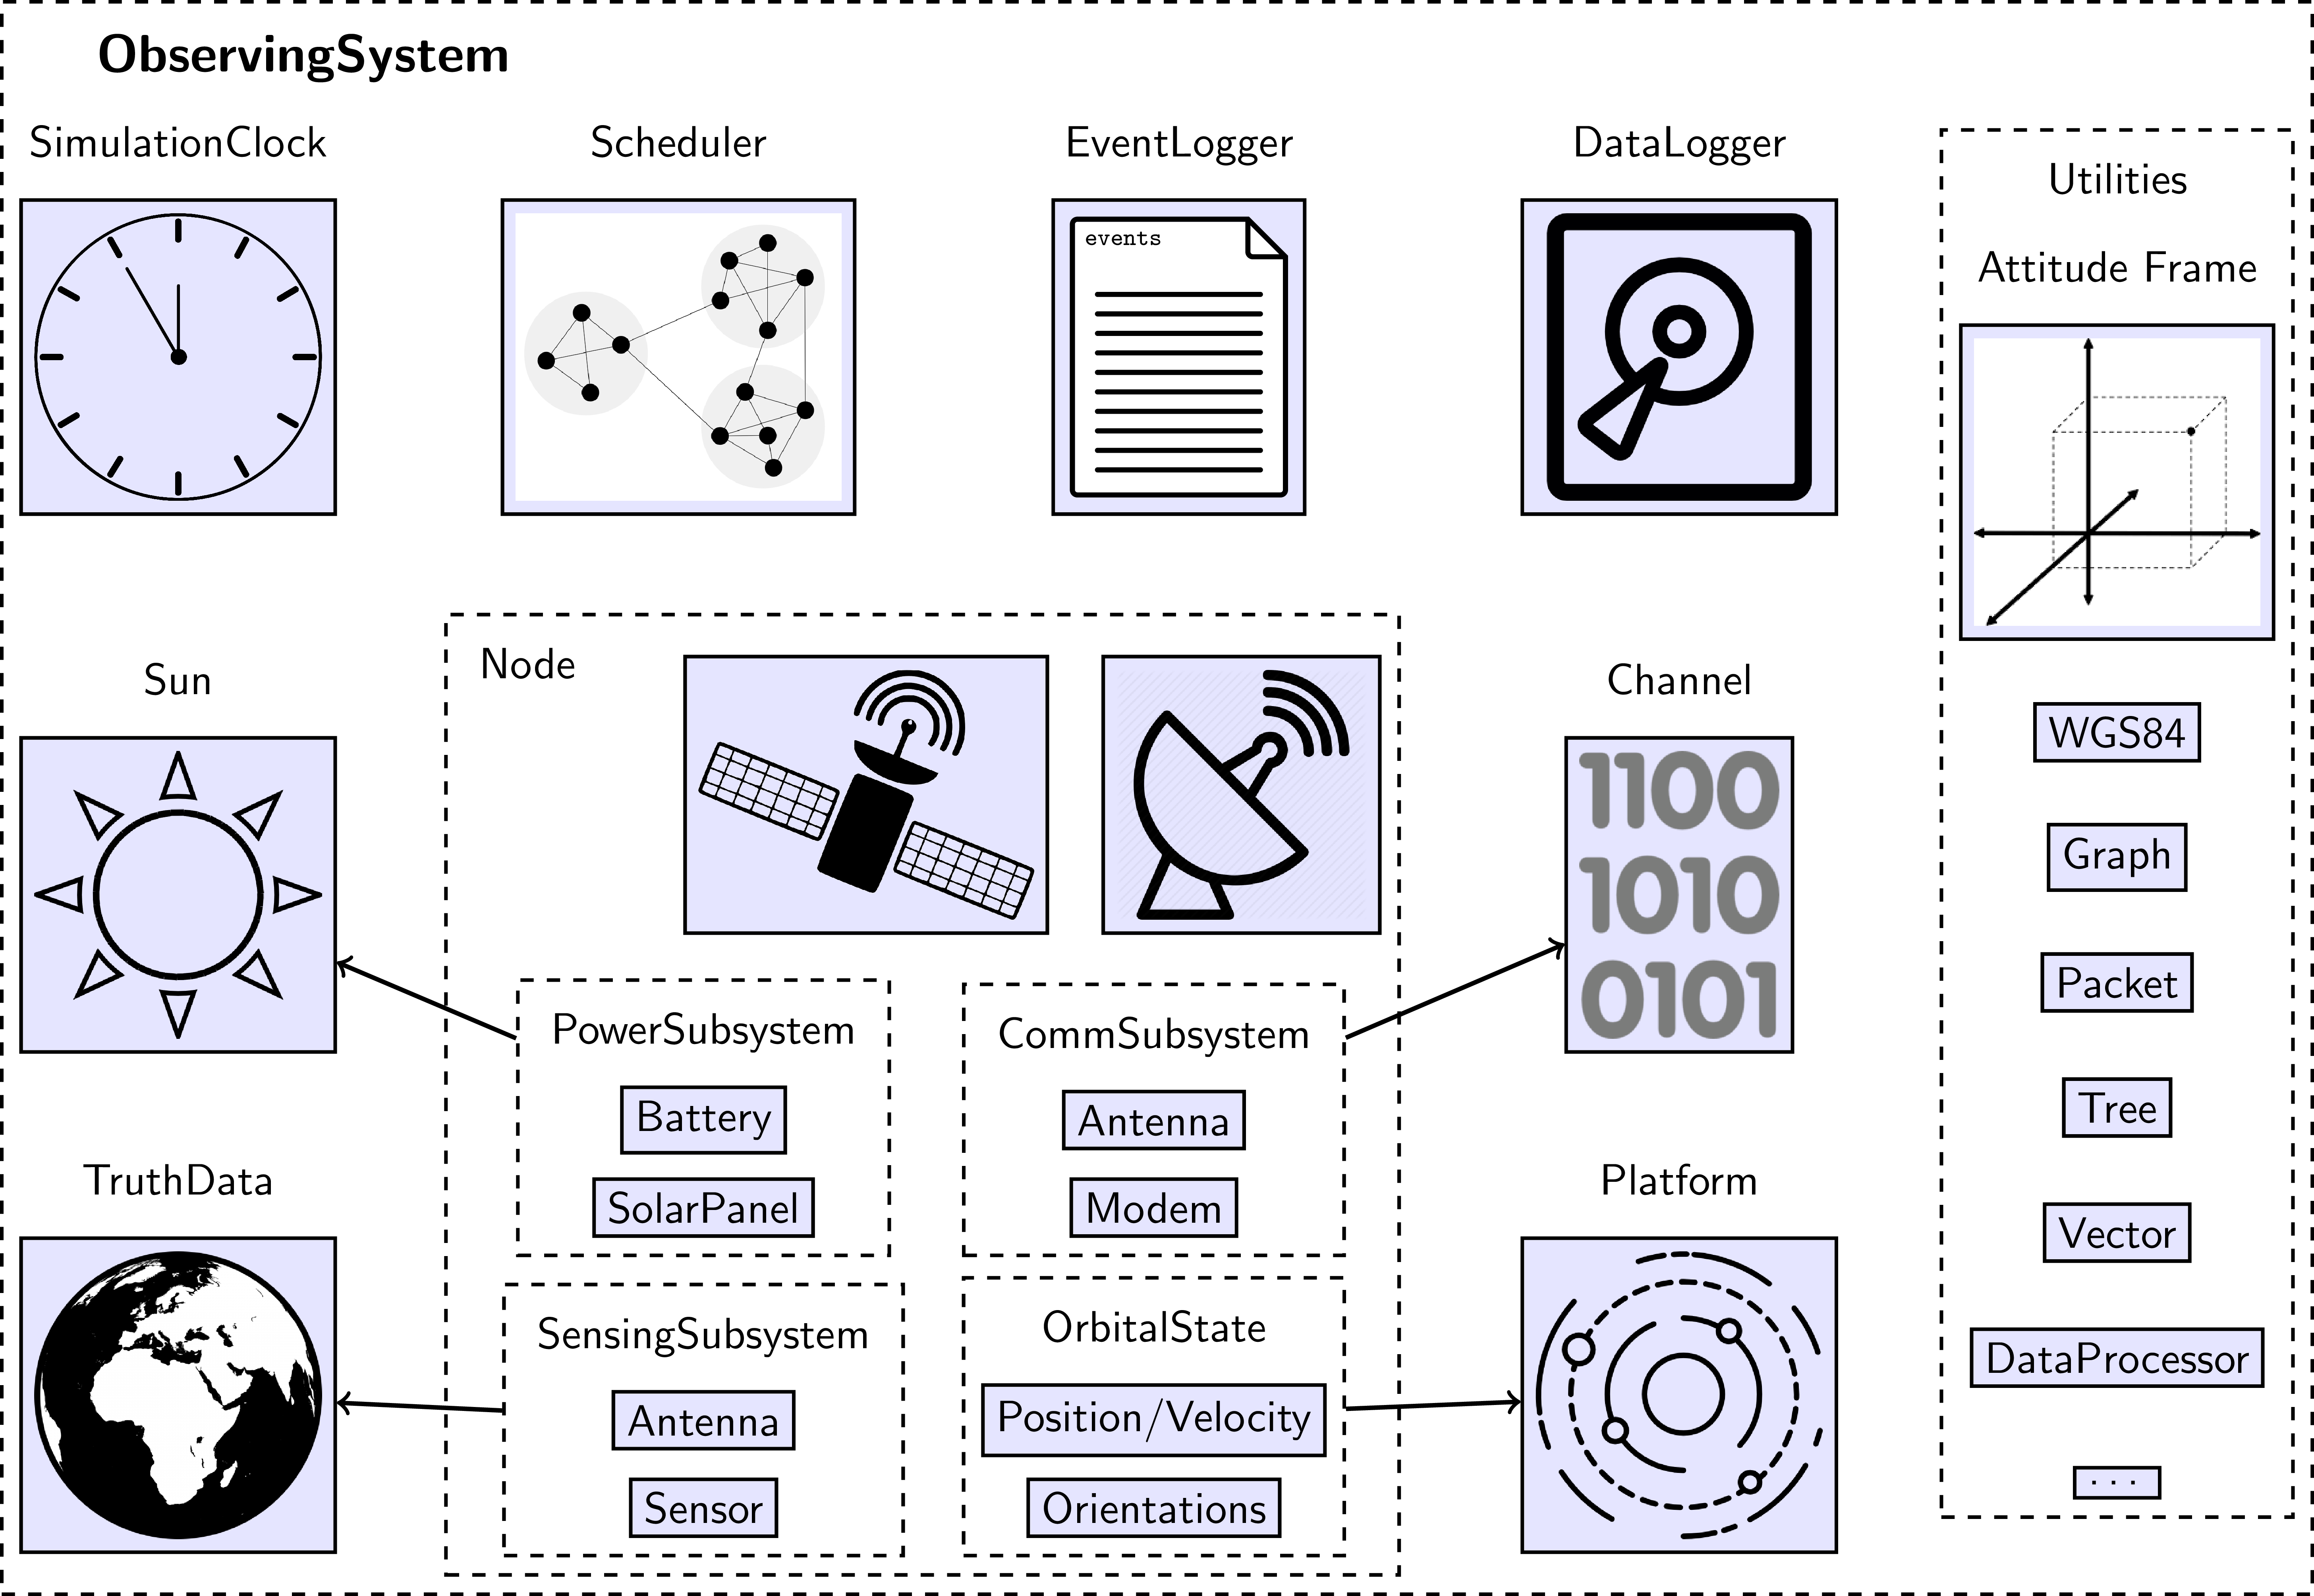 ObservingSystem
SimulationClock
Scheduler
EventLogger
events
DataLogger
Utilities
Attitude Frame
WGS84
Graph
Packet
Tree
Vector
DataProcessor
...
Sun
Node
Channel
1100
1010
0101
PowerSubsystem
Battery
SolarPanel
CommSubsystem
Antenna
Modem
TruthData
SensingSubsystem
Antenna
Sensor
OrbitalState
Position/Velocity
Orientations
Platform